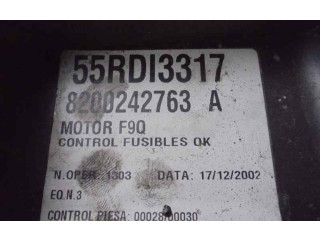 55RDI3317
8200242763 A
MOTOR F9Q
CONTROL FUSIBLES OK
N.OPER: 1303 DATA: 17/12/2002
EQ.N.3
CONTROL PIESA: 00028/00030